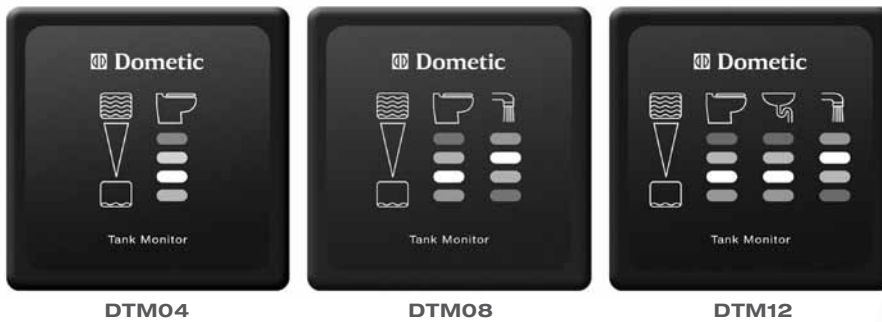 Dometic
Tank Monitor
DTM04
Dometic
Tank Monitor
DTM08
Dometic
Tank Monitor
DTM12